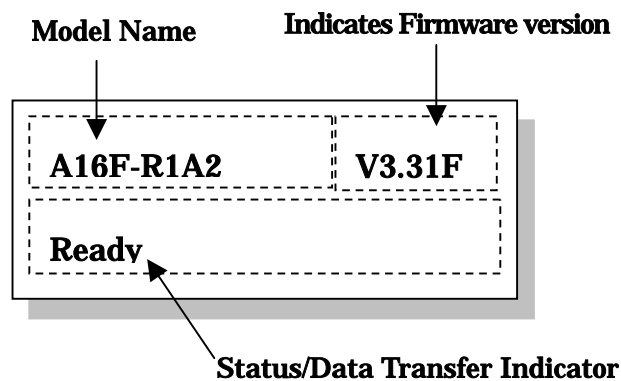 Model Name
Indicates Firmware version
A16F-R1A2
V3.31F
Ready
Status/Data Transfer Indicator